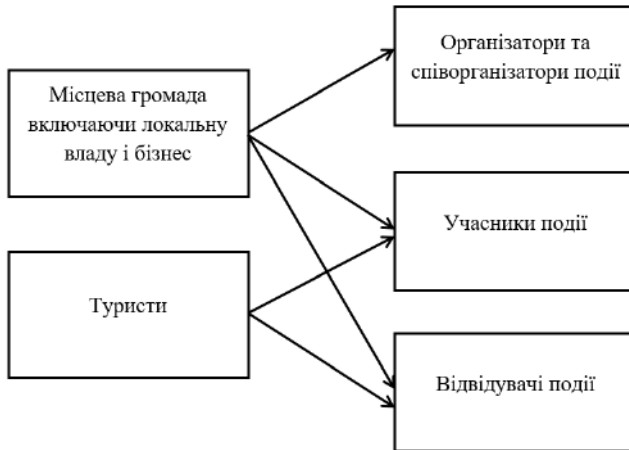 Місцева громада
включаючи локальну
владу і бізнес
Туристи
Організатори та
співорганізатори події
Учасники події
Відвідувачі події